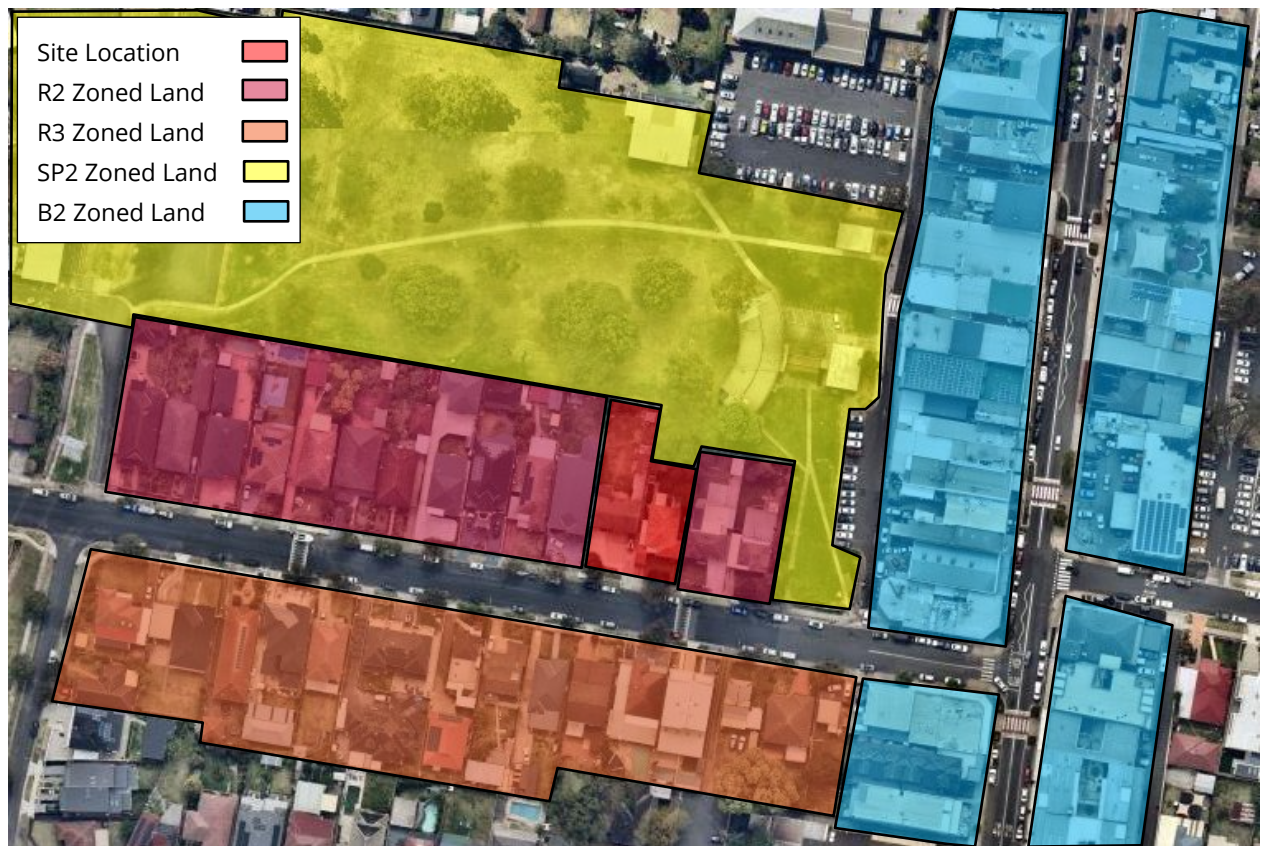 Site Location
R2 Zoned Land
R3 Zoned Land
SP2 Zoned Land
B2 Zoned Land